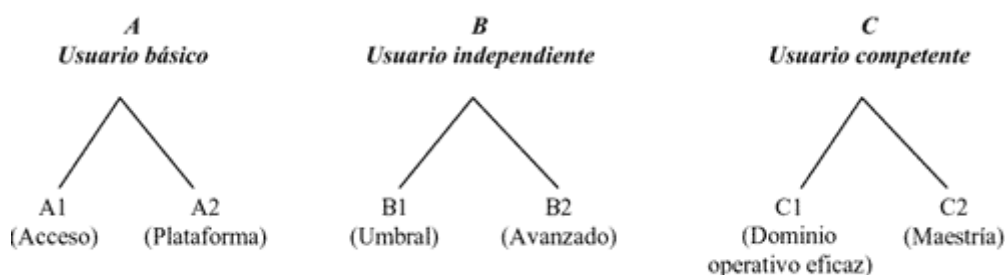 A
Usuario básico
B
Usuario independiente
C
Usuario competente
A1
(Acceso)
A2
(Plataforma)
B1
(Umbral)
B2
(Avanzado)
C1
(Dominio
operativo eficaz)
C2
(Maestría)